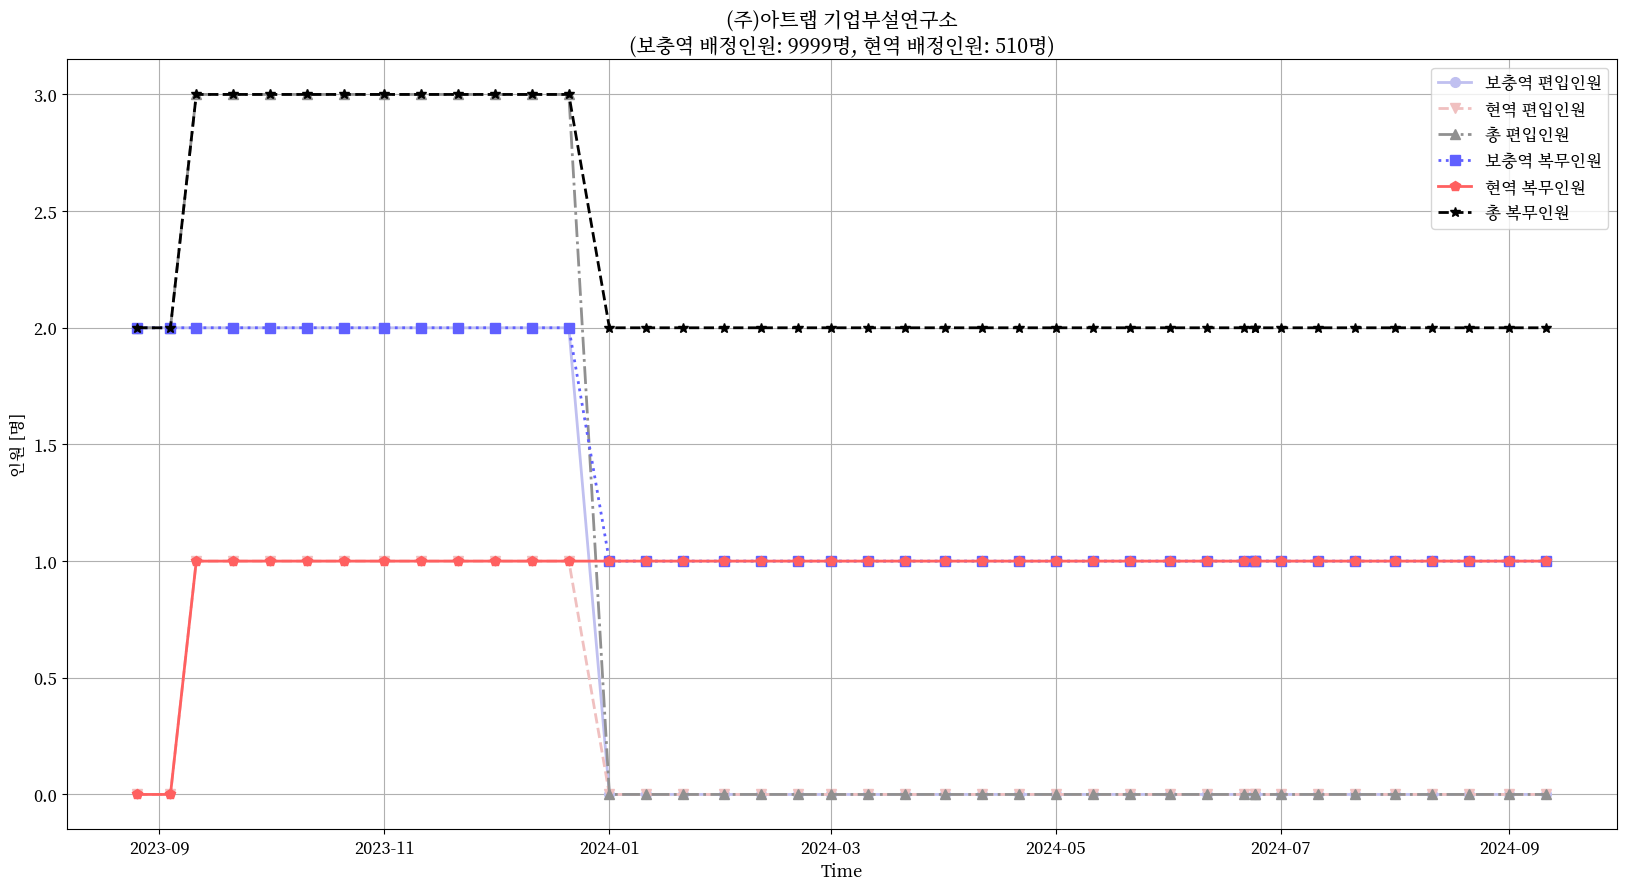 (주)아트랩 기업부설연구소
(보충역 배정인원: 9999명, 현역 배정인원: 510명)
보충역 편입인원
현역 편입인원
총 편입인원
보충역 복무인원
현역 복무인원
총 복무인원
인원 [명]
3.0
2.5
2.0
1.5
1.0
0.5
0.0
2023-09 2023-11 2024-01 2024-03 2024-05 2024-07 2024-09
Time